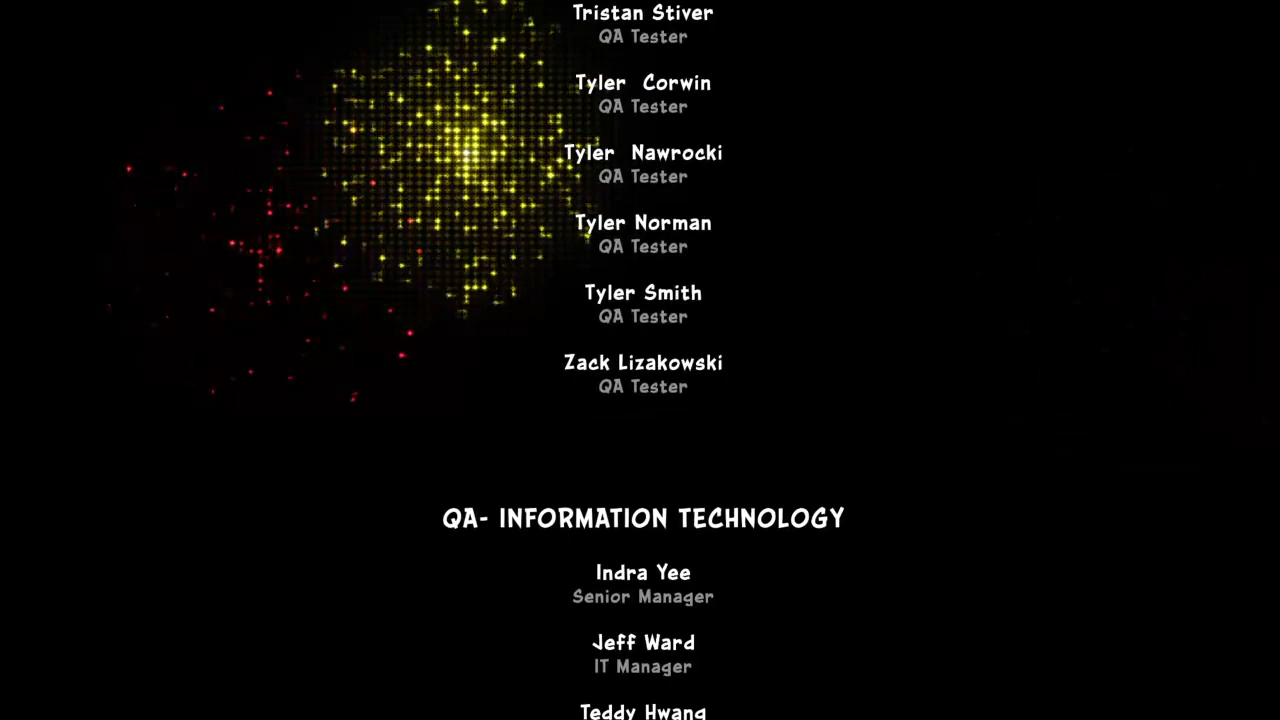 Tristan Stiver
QA Tester
Tyler Corwin
QA Tester
Tyler Nawrocki
QA Tester
Tyler Norman
QA Tester
Tyler Smith
QA Tester
Zack Lizakowski
QA Tester
QA- INFORMATION TECHNOLOGY
Indra Yee
Senior Manager
Jeff Ward
IT Manager
Teddy Hwang